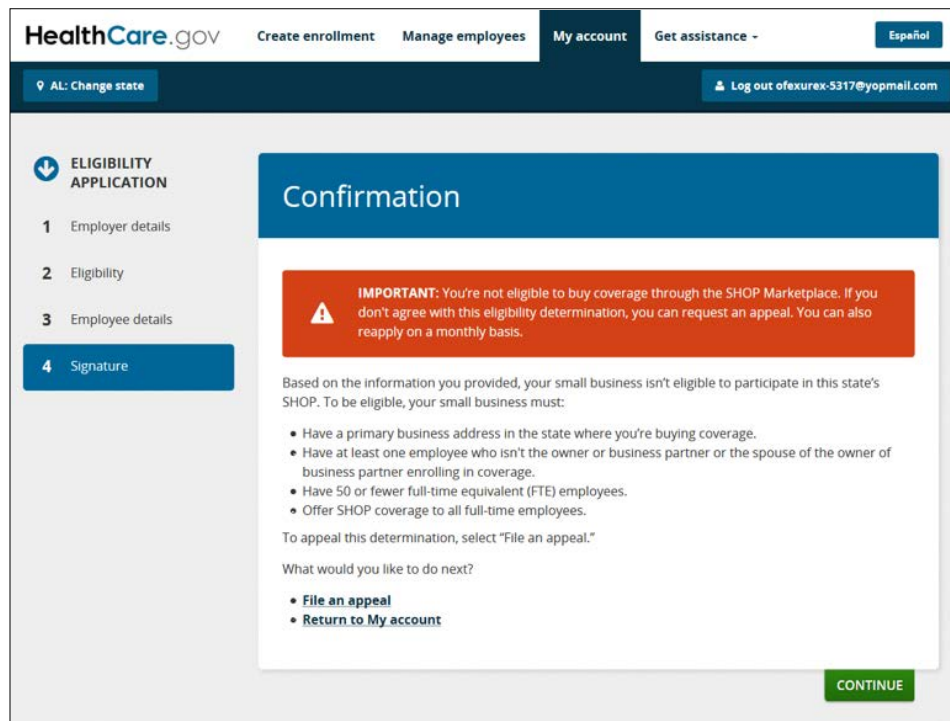 HealthCare.gov
Create enrollment Manage employees My account Get assistance Español
AL: Change state Log out ofexurex-5317@yopmail.com
ELIGIBILITY
APPLICATION
1 Employer details
2 Eligibility
3 Employee details
4 Signature
Confirmation
IMPORTANT: You're not eligible to buy coverage through the SHOP Marketplace. If you
don't agree with this eligibility determination, you can request an appeal. You can also
reapply on a monthly basis.
Based on the information you provided, your small business isn't eligible to participate in this state's
SHOP. To be eligible, your small business must:
• Have a primary business address in the state where you're buying coverage.
• Have at least one employee who isn't the owner or business partner or the spouse of the owner of
business partner enrolling in coverage.
• Have 50 or fewer full-time equivalent (FTE) employees.
• Offer SHOP coverage to all full-time employees.
To appeal this determination, select "File an appeal."
What would you like to do next?
• File an appeal
• Return to My account
CONTINUE